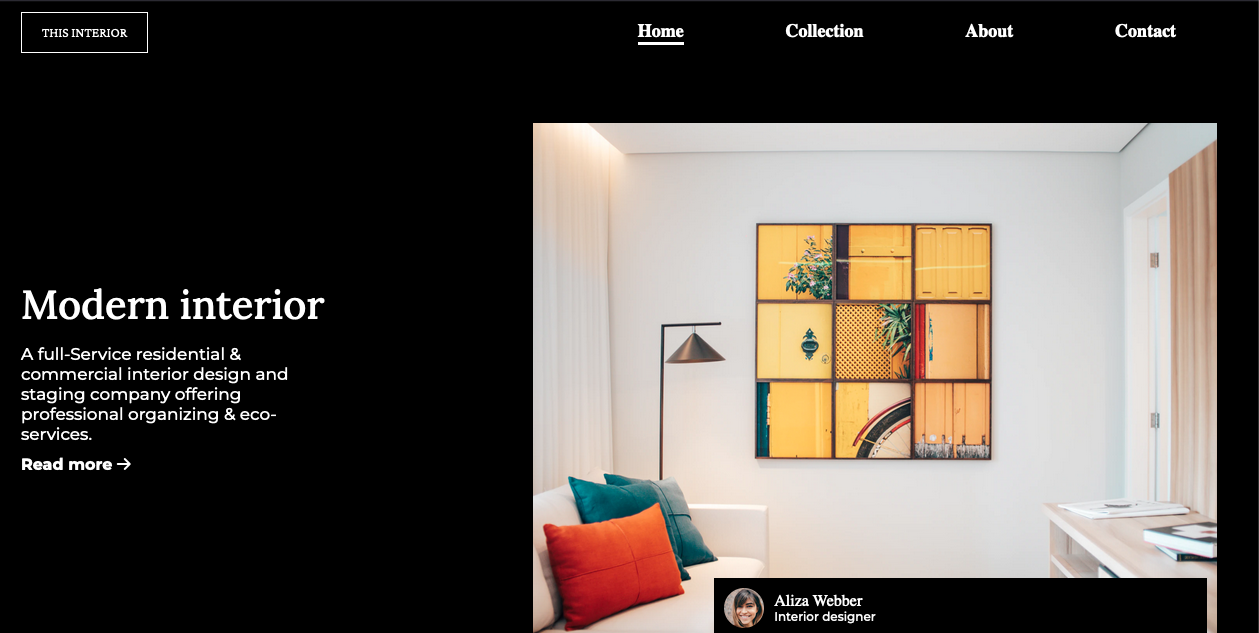 THIS INTERIOR
Home
Collection
About
Contact
Modern interior
A full-Service residential &
commercial interior design and
staging company offering
professional organizing & eco-
services.
Read more →
Aliza Webber
Interior designer